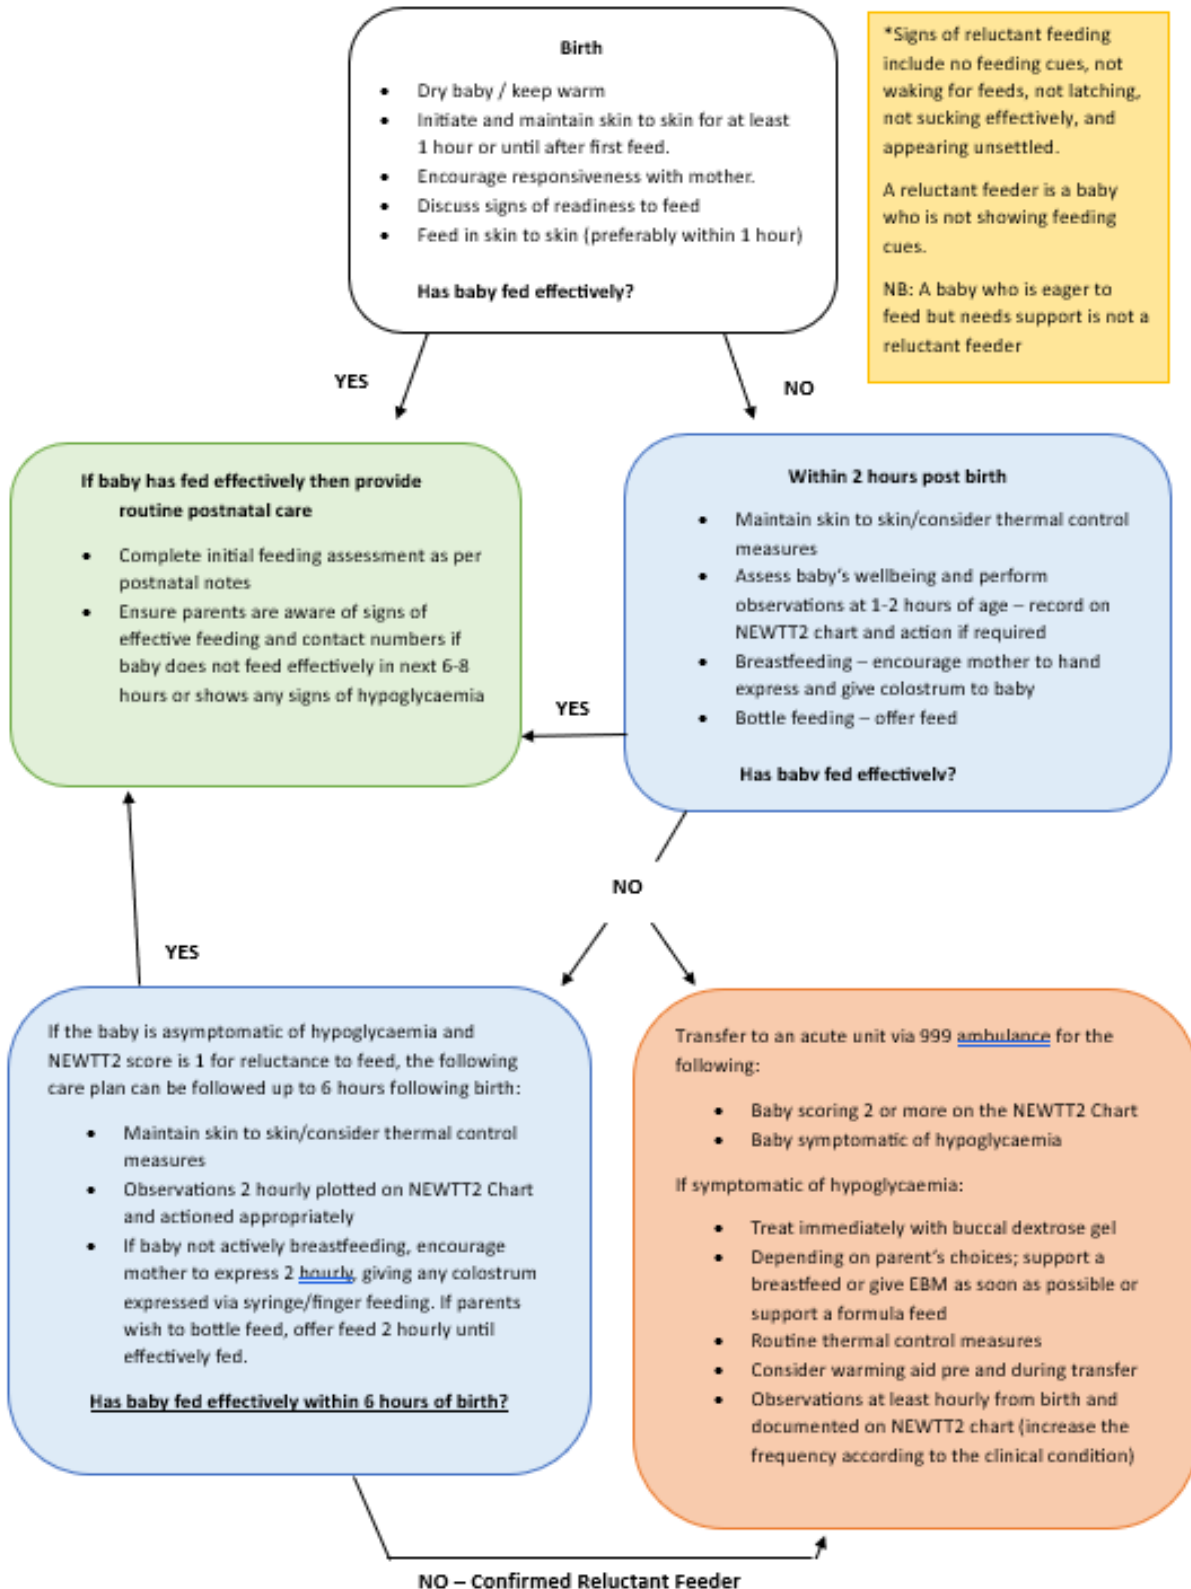 Birth
• Dry baby / keep warm
• Initiate and maintain skin to skin for at least
1 hour or until after first feed.
• Encourage responsiveness with mother.
• Discuss signs of readiness to feed
• Feed in skin to skin (preferably within 1 hour)
Has baby fed effectively?
*Signs of reluctant feeding
include no feeding cues, not
waking for feeds, not latching,
not sucking effectively, and
appearing unsettled.
A reluctant feeder is a baby
who is not showing feeding
cues.
NB: A baby who is eager to
feed but needs support is not a
reluctant feeder
YES
NO
If baby has fed effectively then provide
routine postnatal care
• Complete initial feeding assessment as per
postnatal notes
• Ensure parents are aware of signs of
effective feeding and contact numbers if
baby does not feed effectively in next 6-8
hours or shows any signs of hypoglycaemia
Within 2 hours post birth
• Maintain skin to skin/consider thermal control
measures
• Assess baby's wellbeing and perform
observations at 1-2 hours of age – record on
NEWTT2 chart and action if required
• Breastfeeding – encourage mother to hand
express and give colostrum to baby
• Bottle feeding – offer feed
Has baby fed effectively?
YES
NO
YES
If the baby is asymptomatic of hypoglycaemia and
NEWTT2 score is 1 for reluctance to feed, the following
care plan can be followed up to 6 hours following birth:
• Maintain skin to skin/consider thermal control
measures
• Observations 2 hourly plotted on NEWTT2 Chart
and actioned appropriately
• If baby not actively breastfeeding, encourage
mother to express 2 hourly, giving any colostrum
expressed via syringe/finger feeding. If parents
wish to bottle feed, offer feed 2 hourly until
effectively fed.
Has baby fed effectively within 6 hours of birth?
Transfer to an acute unit via 999 ambulance for the
following:
• Baby scoring 2 or more on the NEWTT2 Chart
• Baby symptomatic of hypoglycaemia
If symptomatic of hypoglycaemia:
• Treat immediately with buccal dextrose gel
• Depending on parent's choices; support a
breastfeed or give EBM as soon as possible or
support a formula feed
• Routine thermal control measures
• Consider warming aid pre and during transfer
• Observations at least hourly from birth and
documented on NEWTT2 chart (increase the
frequency according to the clinical condition)
NO – Confirmed Reluctant Feeder